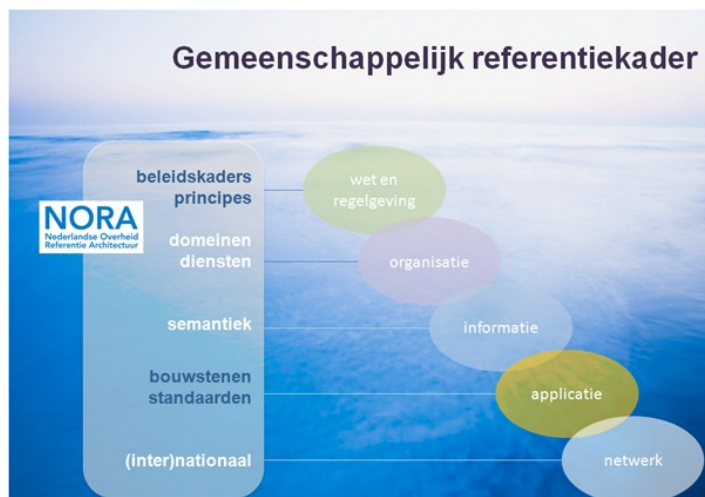 Gemeenschappelijk referentiekader
beleidskaders
principes
wet en
regelgeving
NORA
Nederlandse Overheid
Referentie Architectuur
domeinen
diensten
organisatie
semantiek
informatie
bouwstenen
standaarden
applicatie
(inter)nationaal
netwerk